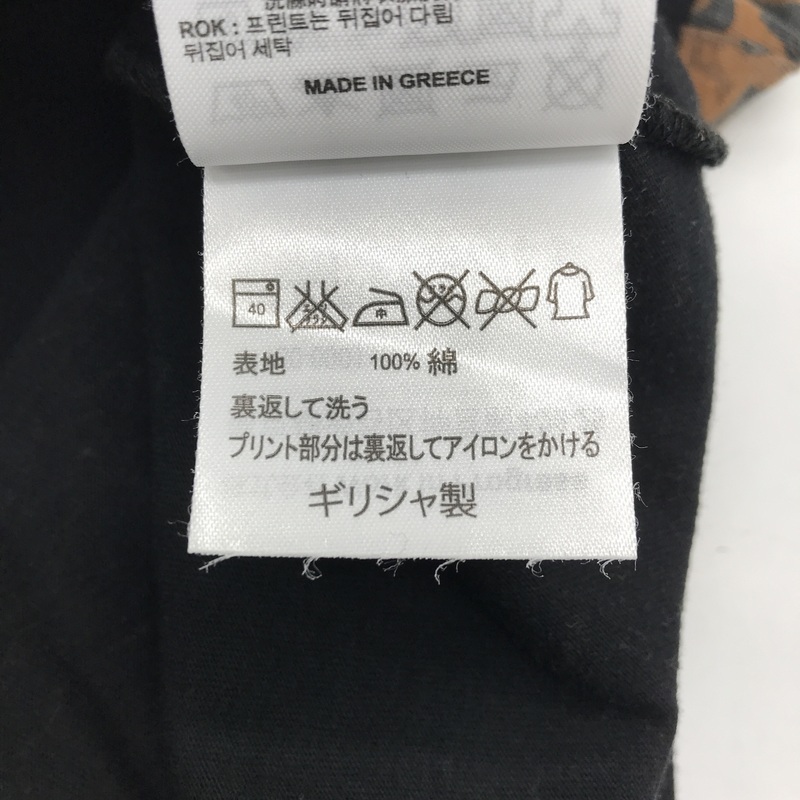 ROK : 프린트는 뒤집어 다림
뒤집어 세탁
MADE IN GREECE
40
中
表地 100% 綿
裏返して洗う
プリント部分は裏返してアイロンをかける
ギリシャ製